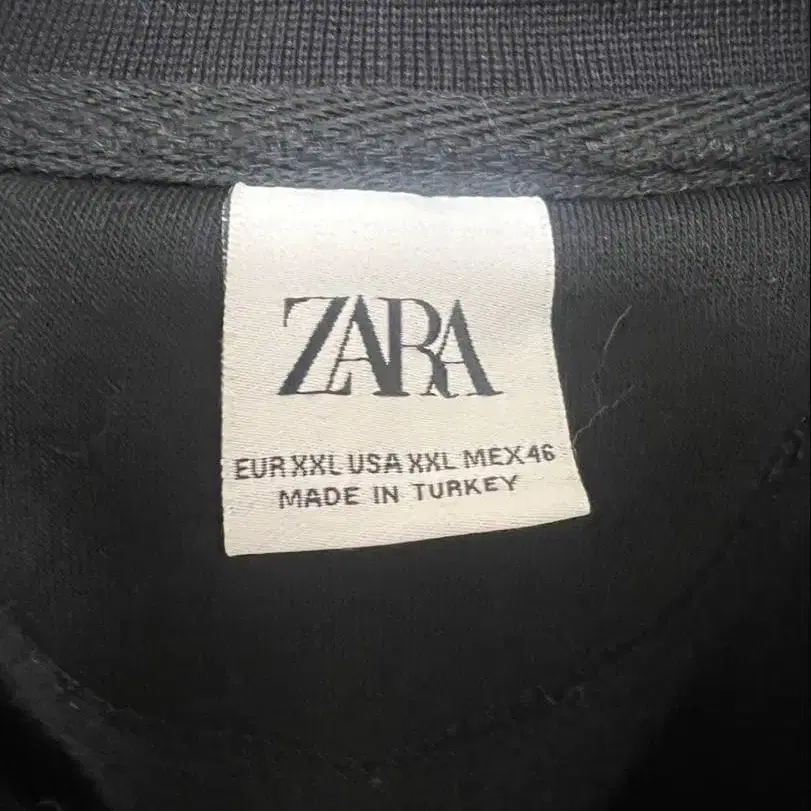 ZARA
EUR XXL USA XXL MEX 46
MADE IN TURKEY